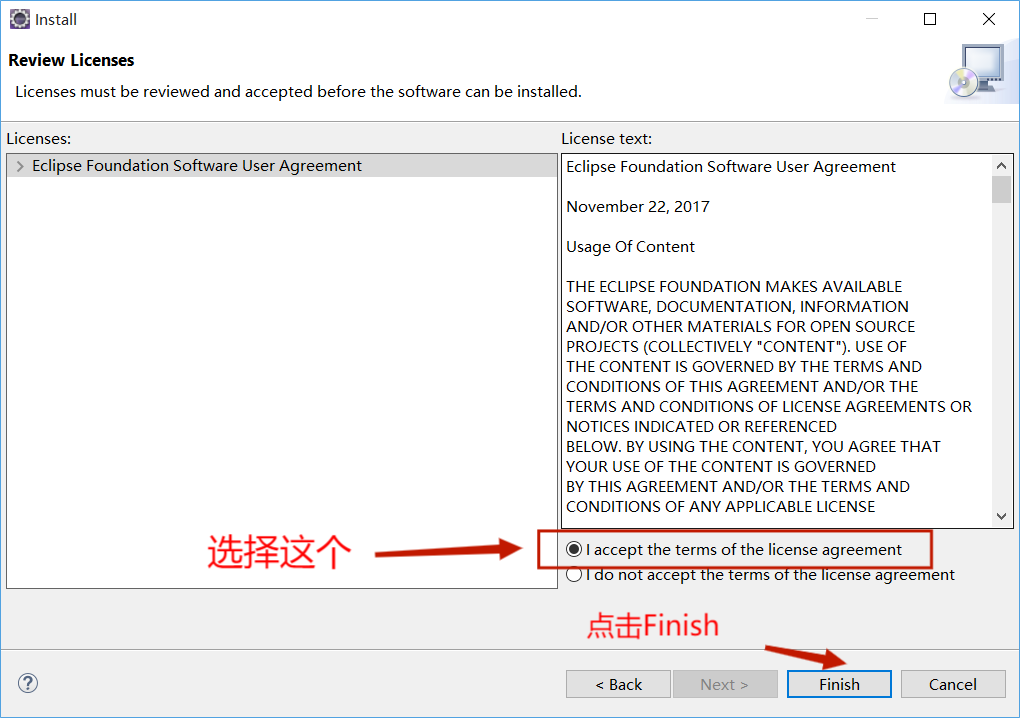 Install
Review Licenses
Licenses must be reviewed and accepted before the software can be installed.
Licenses:
Eclipse Foundation Software User Agreement
License text:
Eclipse Foundation Software User Agreement
November 22, 2017
Usage Of Content
THE ECLIPSE FOUNDATION MAKES AVAILABLE
SOFTWARE, DOCUMENTATION, INFORMATION
AND/OR OTHER MATERIALS FOR OPEN SOURCE
PROJECTS (COLLECTIVELY "CONTENT"). USE OF
THE CONTENT IS GOVERNED BY THE TERMS AND
CONDITIONS OF THIS AGREEMENT AND/OR THE
TERMS AND CONDITIONS OF LICENSE AGREEMENTS OR
NOTICES INDICATED OR REFERENCED
BELOW. BY USING THE CONTENT, YOU AGREE THAT
YOUR USE OF THE CONTENT IS GOVERNED
BY THIS AGREEMENT AND/OR THE TERMS AND
CONDITIONS OF ANY APPLICABLE LICENSE
选择这个
I accept the terms of the license agreement
I do not accept the terms of the license agreement
点击Finish
?
< Back
Next >
Finish
Cancel